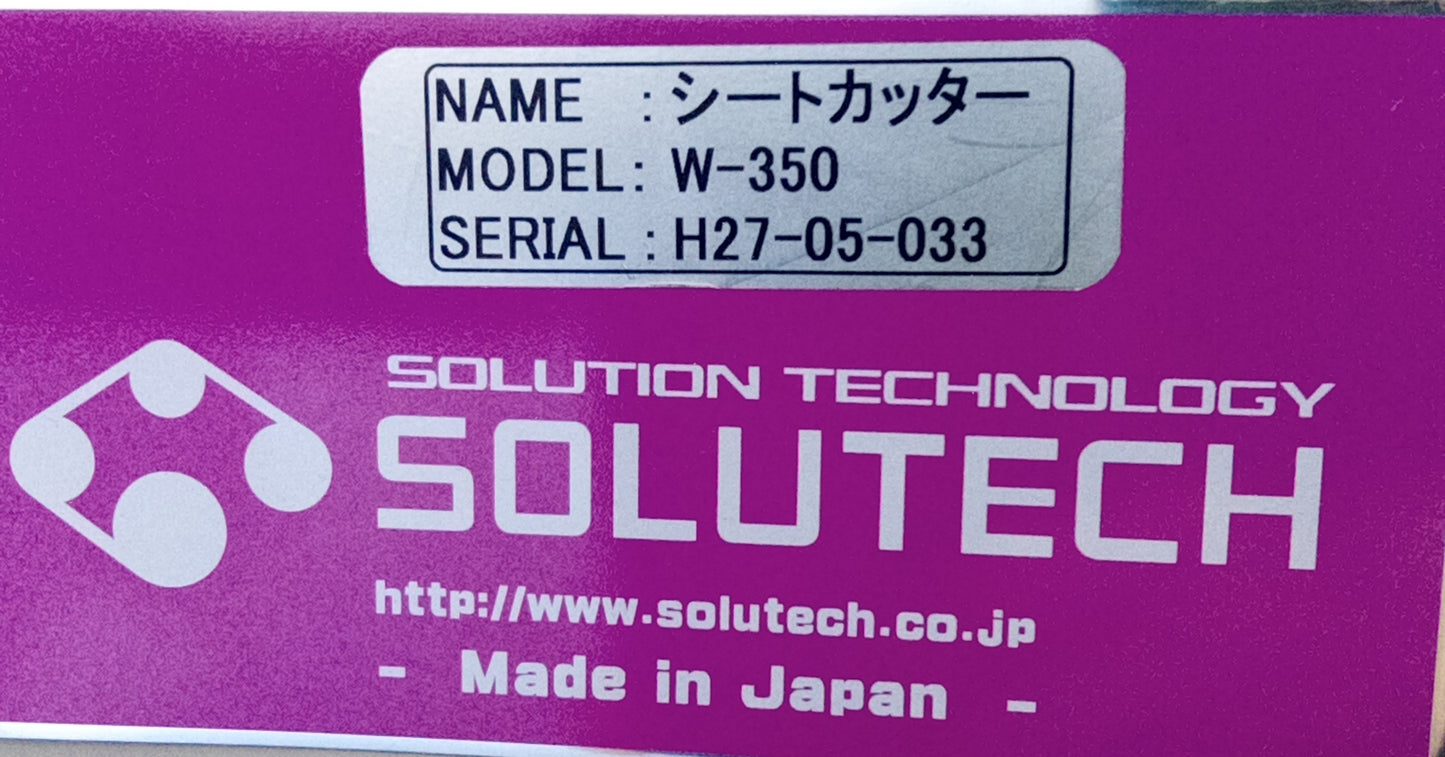 NAME : シートカッター
MODEL: W-350
SERIAL : H27-05-033
SOLUTION TECHNOLOGY
SOLUTECH
http://www.solutech.co.jp
- Made in Japan -